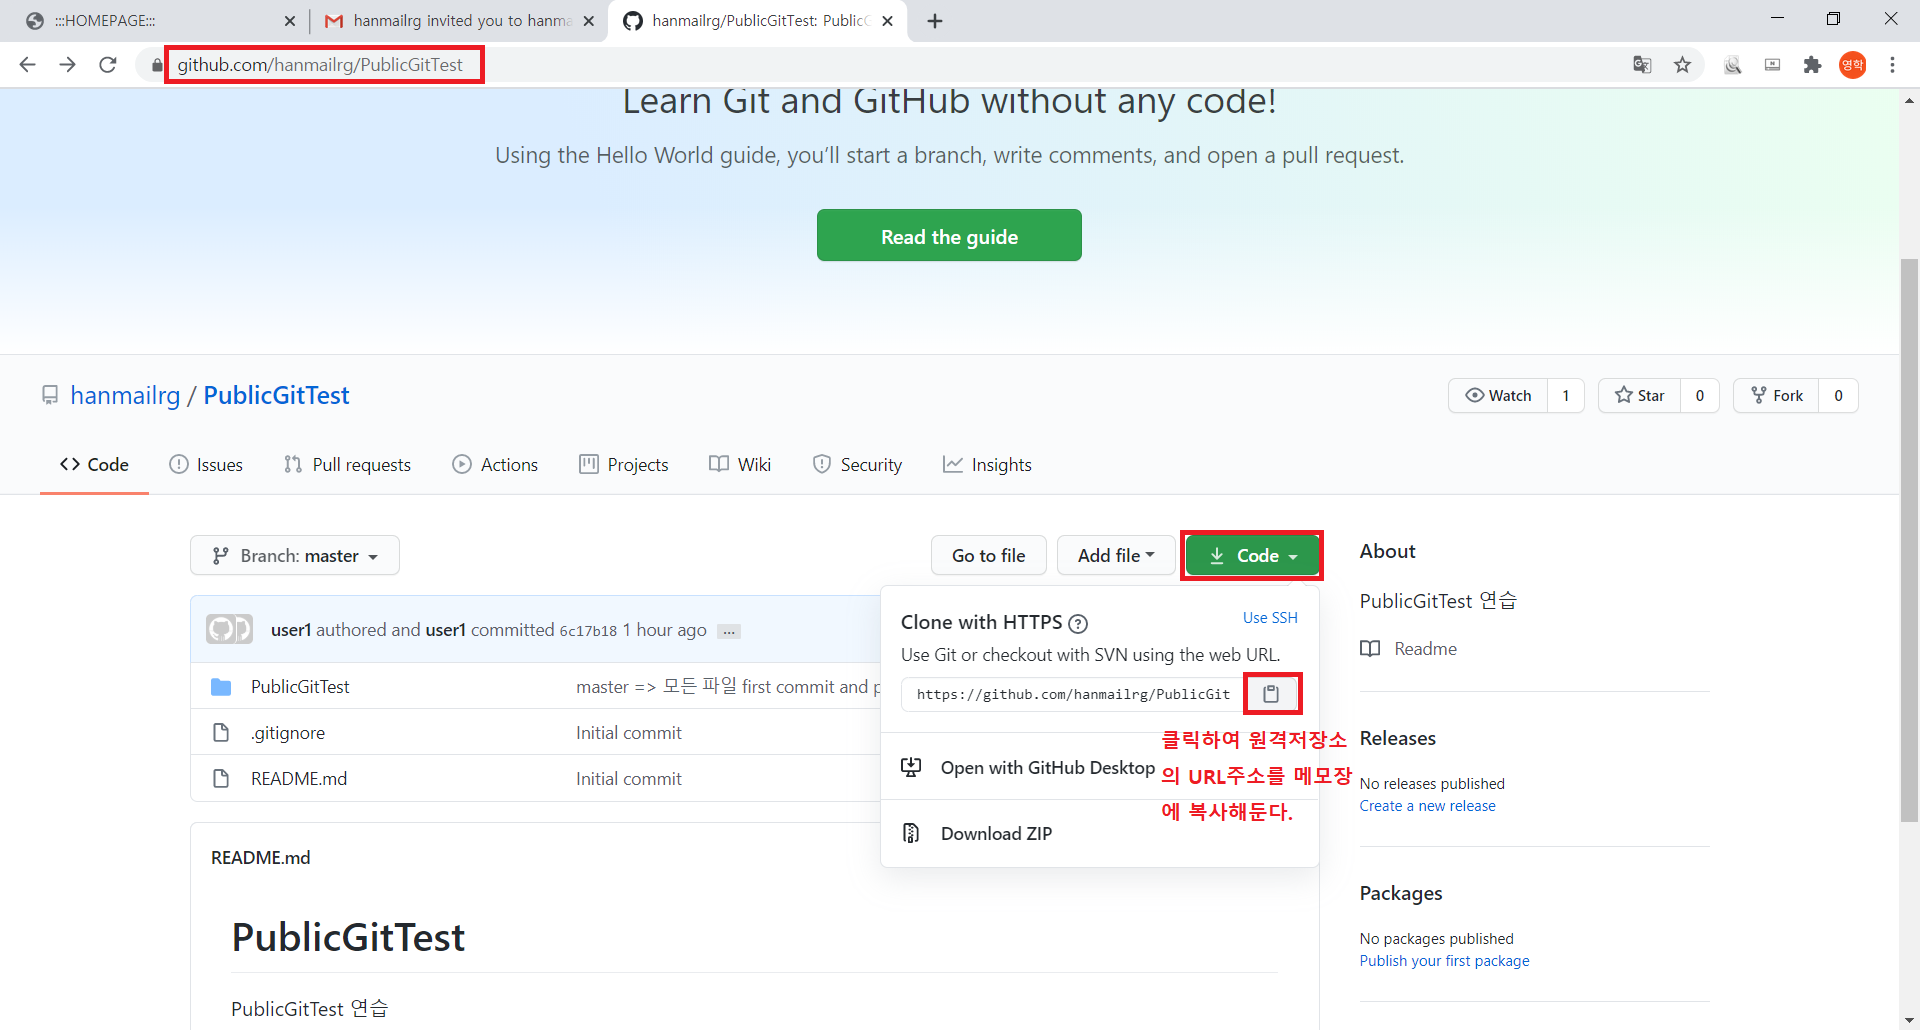 :::HOMEPAGE:::
hanmailrg invited you to hanma
hanmailrg/PublicGitTest: PublicG
github.com/hanmailrg/PublicGitTest
영학
Learn Git and GitHub without any code!
Using the Hello World guide, you’ll start a branch, write comments, and open a pull request.
Read the guide
hanmailrg / PublicGitTest
Watch 1
Star 0
Fork 0
Code
Issues
Pull requests
Actions
Projects
Wiki
Security
Insights
Branch: master
Go to file
Add file
Code
user1 authored and user1 committed 6c17b18 1 hour ago ...
PublicGitTest
master => 모든 파일 first commit and p
.gitignore
Initial commit
README.md
Initial commit
Clone with HTTPS
Use SSH
Use Git or checkout with SVN using the web URL.
https://github.com/hanmailrg/PublicGit
클릭하여 원격저장소
의 URL주소를 메모장
에 복사해둔다.
Open with GitHub Desktop
Download ZIP
README.md
PublicGitTest
PublicGitTest 연습
About
PublicGitTest 연습
Readme
Releases
No releases published
Create a new release
Packages
No packages published
Publish your first package